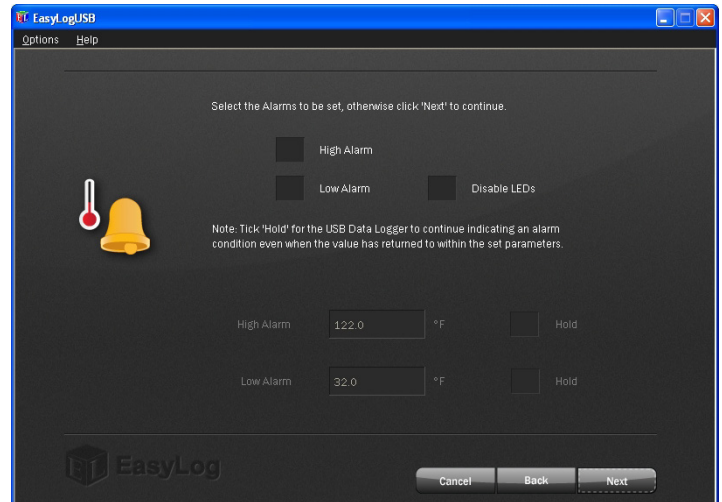 EasyLogUSB
Options Help
Select the Alarms to be set, otherwise click 'Next' to continue.
High Alarm
Low Alarm Disable LEDs
Note: Tick 'Hold' for the USB Data Logger to continue indicating an alarm
condition even when the value has returned to within the set parameters.
High Alarm 122.0 °F Hold
Low Alarm 32.0 °F Hold
EL EasyLog
Cancel Back Next